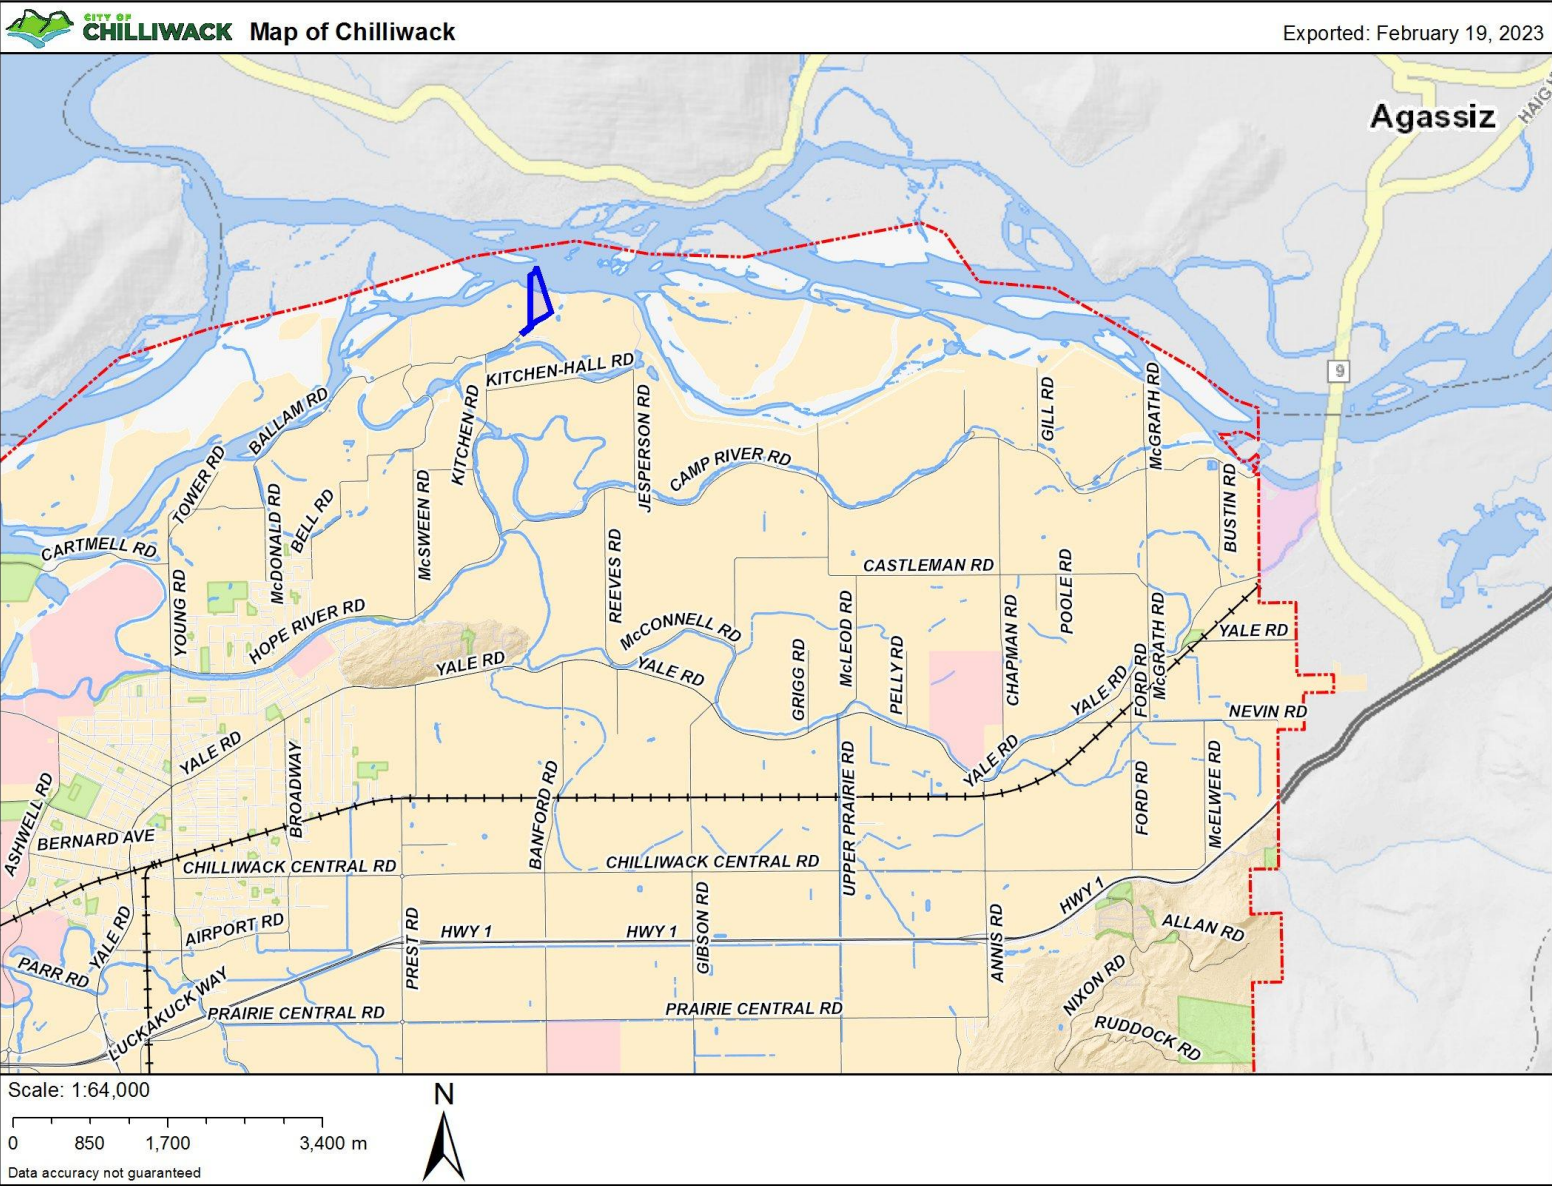 CITY OF
CHILLIWACK
Map of Chilliwack
Exported: February 19, 2023
Agassiz
9
KITCHEN-HALL RD
BALLAM RD
KITCHEN RD
JESPERSON RD
GILL RD
McGRATH RD
TOWER RD
CAMP RIVER RD
McDONALD RD
BELL RD
McSWEEN RD
BUSTIN RD
CARTMELL RD
CASTLEMAN RD
YOUNG RD
REEVES RD
POOLE RD
HOPE RIVER RD
McCONNELL RD
McLEOD RD
CHAPMAN RD
McGRATH RD
YALE RD
YALE RD
YALE RD
GRIGG RD
PELLY RD
YALE RD
FORD RD
NEVIN RD
YALE RD
BROADWAY
YALE RD
ASHWELL RD
BERNARD AVE
BANFORD RD
UPPER PRAIRIE RD
FORD RD
McELWEE RD
CHILLIWACK CENTRAL RD
CHILLIWACK CENTRAL RD
HWY 1
AIRPORT RD
YALE RD
PREST RD
HWY 1
HWY 1
GIBSON RD
ANNIS RD
ALLAN RD
PARR RD
NIXON RD
LUCKAKUCK WAY
PRAIRIE CENTRAL RD
PRAIRIE CENTRAL RD
RUDDOCK RD
Scale: 1:64,000
N
0 850 1,700 3,400 m
Data accuracy not guaranteed